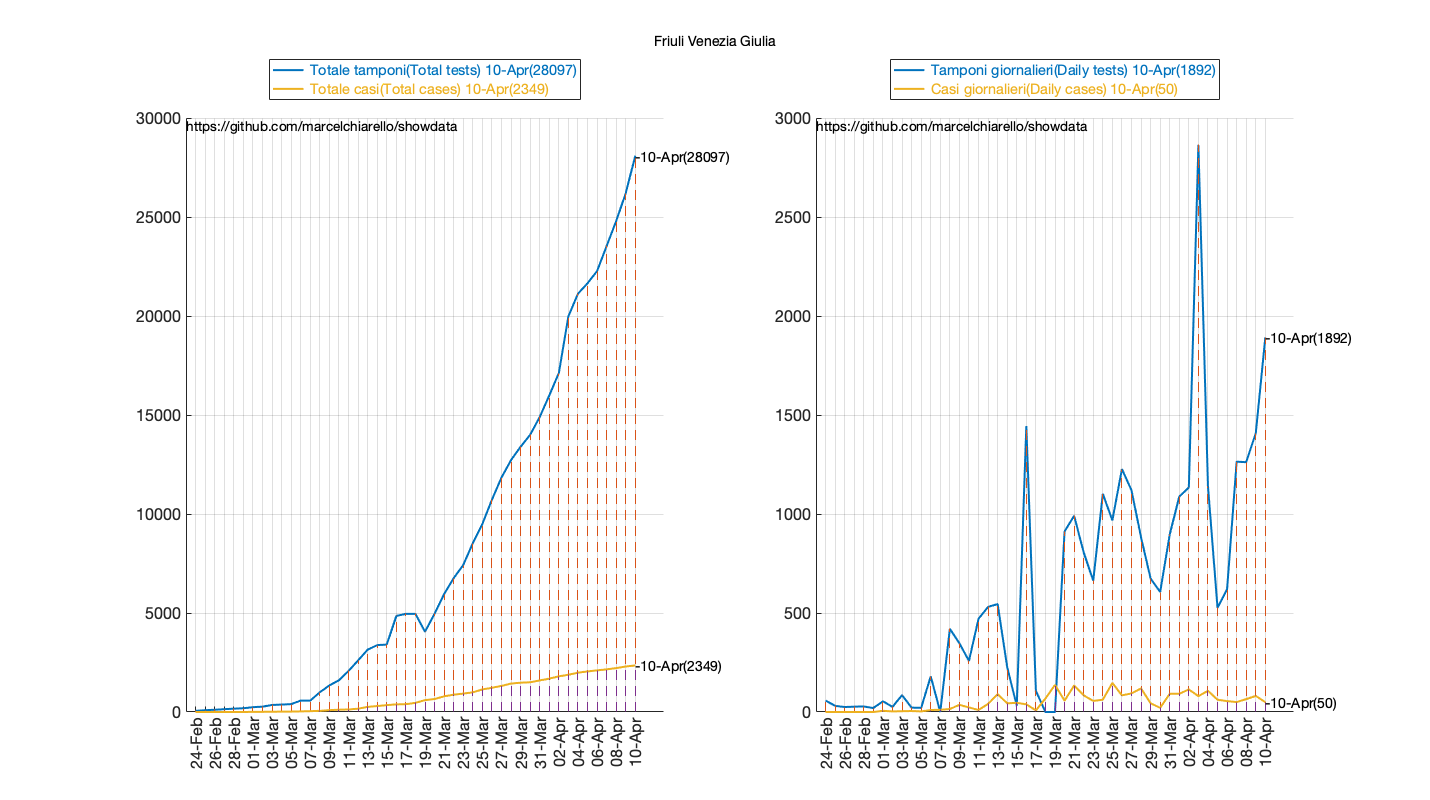 Friuli Venezia Giulia
Totale tamponi(Total tests) 10-Apr(28097)
Totale casi(Total cases) 10-Apr(2349)
https://github.com/marcelchiarello/showdata
30000
25000
20000
15000
10000
5000
0
10-Apr(28097)
10-Apr(2349)
24-Feb
26-Feb
28-Feb
01-Mar
03-Mar
05-Mar
07-Mar
09-Mar
11-Mar
13-Mar
15-Mar
17-Mar
19-Mar
21-Mar
23-Mar
25-Mar
27-Mar
29-Mar
31-Mar
02-Apr
04-Apr
06-Apr
08-Apr
10-Apr
Tamponi giornalieri(Daily tests) 10-Apr(1892)
Casi giornalieri(Daily cases) 10-Apr(50)
https://github.com/marcelchiarello/showdata
3000
2500
2000
1500
1000
500
0
10-Apr(1892)
10-Apr(50)
24-Feb
26-Feb
28-Feb
01-Mar
03-Mar
05-Mar
07-Mar
09-Mar
11-Mar
13-Mar
15-Mar
17-Mar
19-Mar
21-Mar
23-Mar
25-Mar
27-Mar
29-Mar
31-Mar
02-Apr
04-Apr
06-Apr
08-Apr
10-Apr